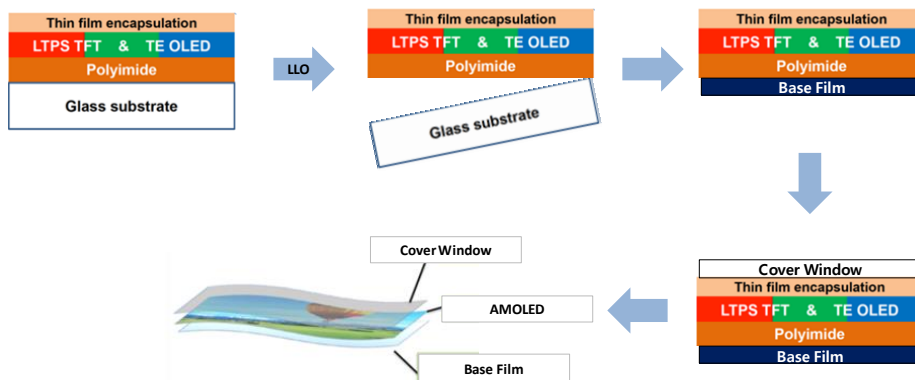 Thin film encapsulation
LTPS TFT & TE OLED
Polyimide
Glass substrate
LLO
Thin film encapsulation
LTPS TFT & TE OLED
Polyimide
Glass substrate
Thin film encapsulation
LTPS TFT & TE OLED
Polyimide
Base Film
Cover Window
AMOLED
Base Film
Cover Window
Thin film encapsulation
LTPS TFT & TE OLED
Polyimide
Base Film